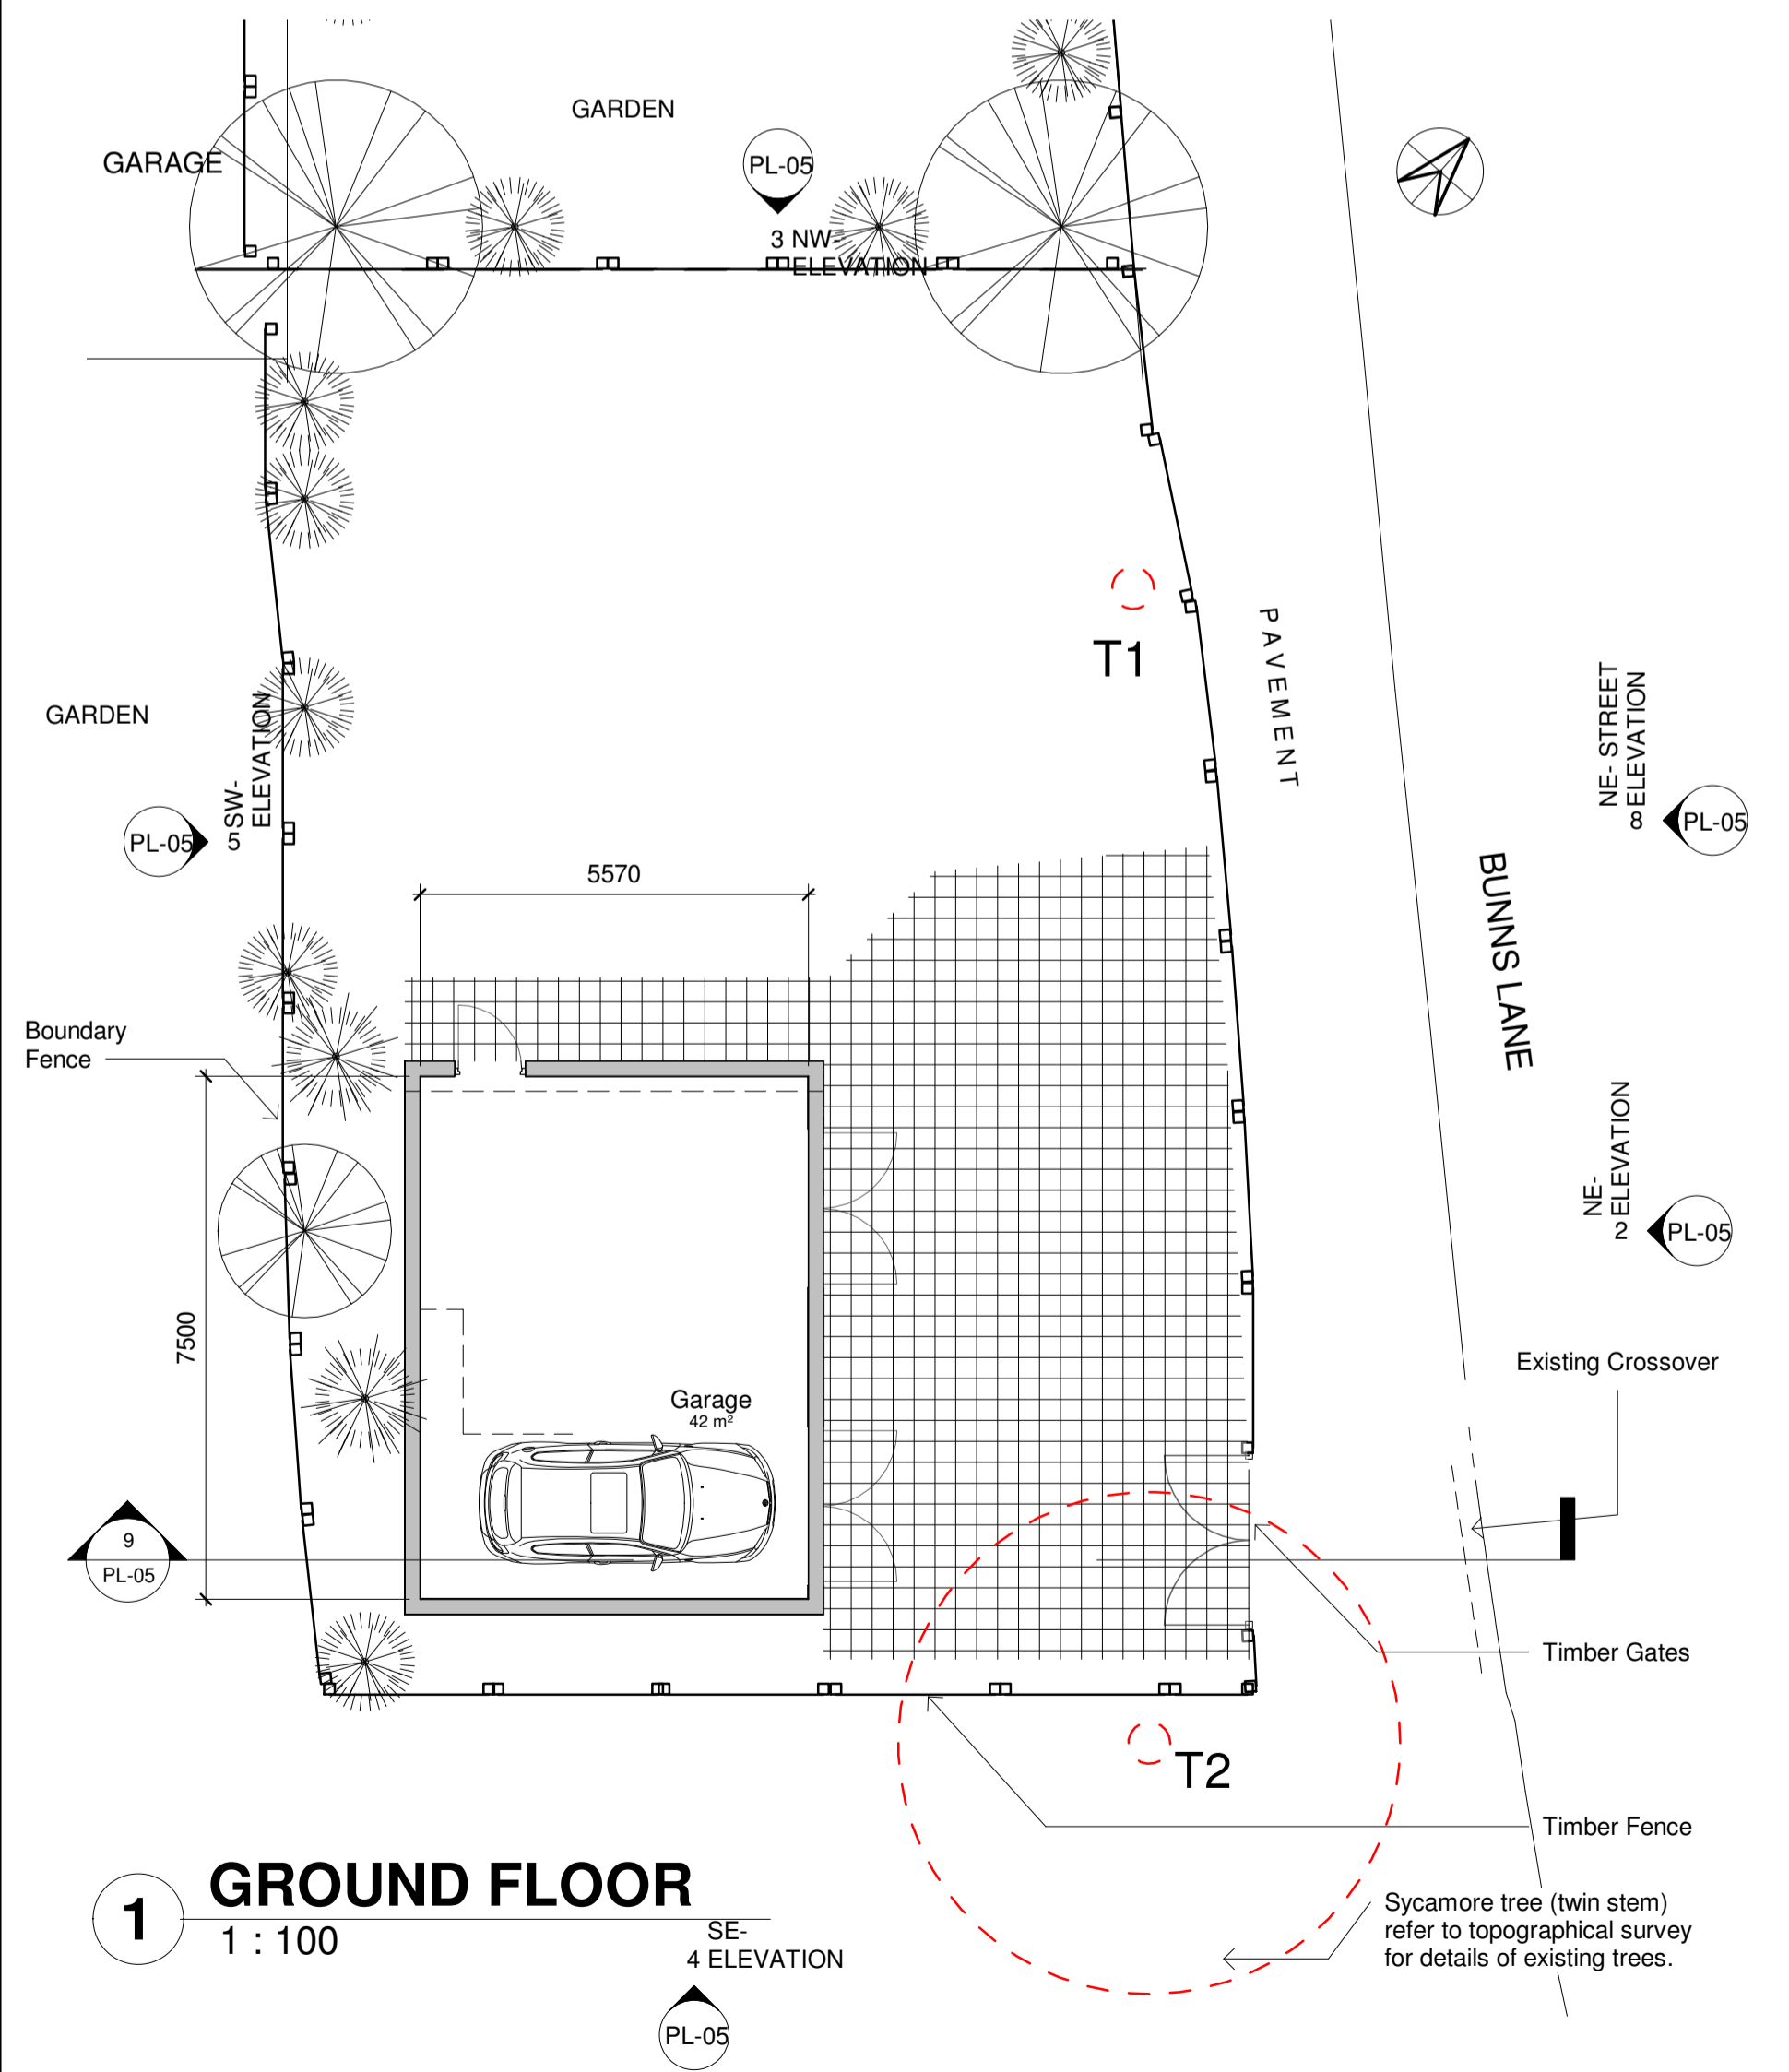 GARDEN
GARAGE
PL-05
3 NW-
ELEVATION
T1
PAVEMENT
GARDEN
SW-
ELEVATION
5
PL-05
NE- STREET
ELEVATION
8
PL-05
5570
BUNNS LANE
Boundary
Fence
NE-
ELEVATION
2
PL-05
7500
Existing Crossover
Garage
42 m²
9
PL-05
Timber Gates
T2
Timber Fence
1
GROUND FLOOR
1 : 100
Sycamore tree (twin stem)
refer to topographical survey
for details of existing trees.
SE-
4 ELEVATION
PL-05